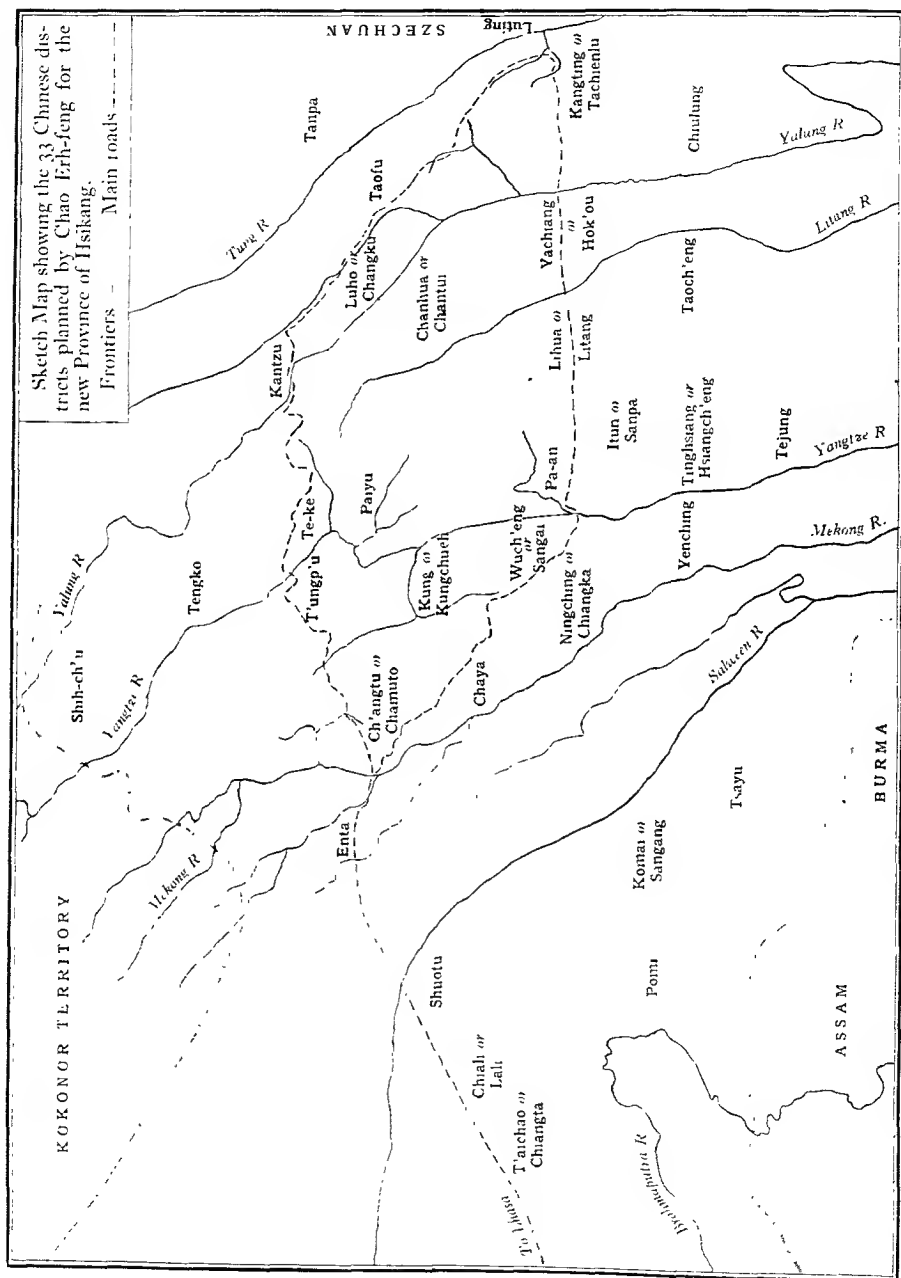 Sketch Map showing the 33 Chinese dis-
tricts planned by Chao Erh-feng for the
new Province of Hsikang.
Frontiers Main roads
KOKONOR TERRITORY
SZECHUAN
Luting
Tanpa
Tung R
Taofu
Kangting or
Tachienlu
Chiulung
Yalung R
Luho or
Changku
Chanhua or
Chantui
Yachiang
or
Hok'ou
Litang R
Taoch'eng
Kantzu
Lihua or
Litang
Itun or
Sanpa
Tinghsiang or
Hsiangch'eng
Tejung
Yangtze R
Yalung R
Tengko
Te-ke
Paiyu
Pa-an
Shih-ch'u
Yangtze R
T'ungp'u
Kung or
Kungchueh
Wuch'eng
or
Sangai
Ningching or
Chiangka
Yenching
Mekong R.
Ch'angtu or
Chamuto
Chaya
Salween R
Mekong R
Enta
Tsayu
BURMA
Komai or
Sangang
Shuotu
Pomi
ASSAM
Chiali or
Lali
T'aichao or
Chiangta
To Lhasa
Brahmaputra R